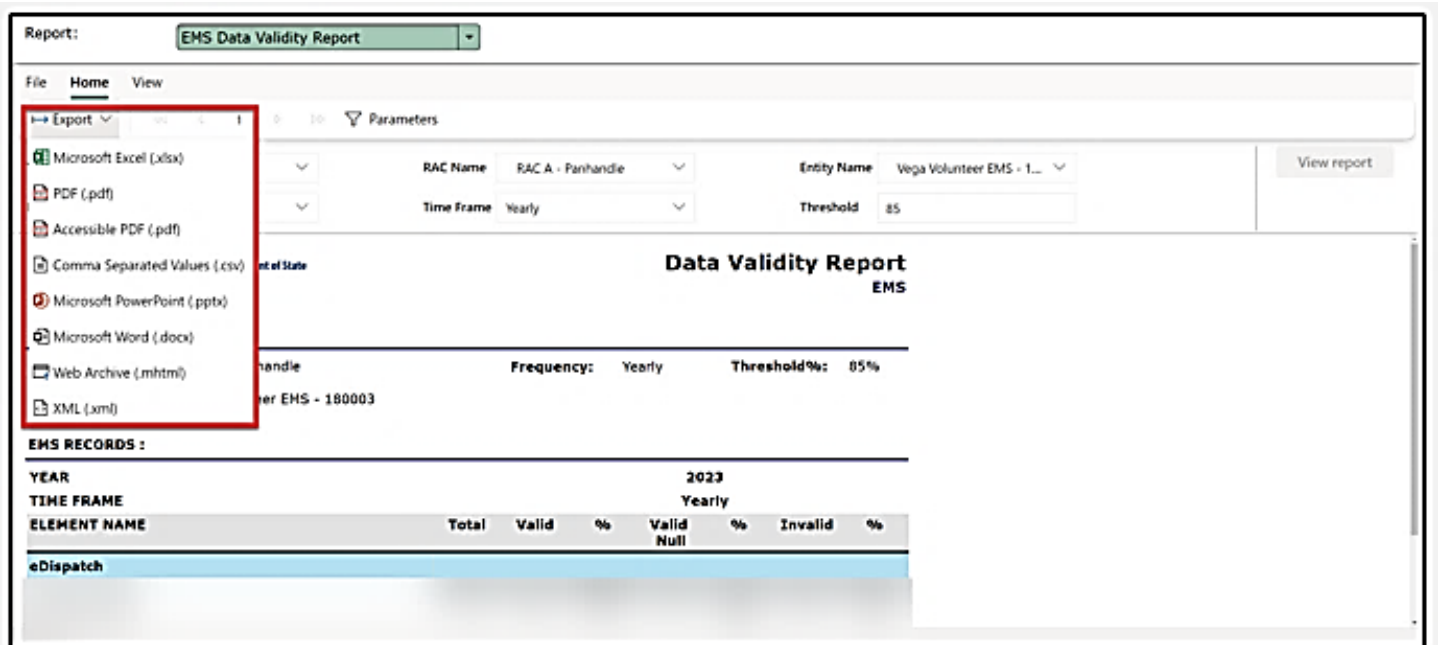 Report: EMS Data Validity Report
File Home View
Export 1 Parameters
Microsoft Excel (.xlsx)
PDF (.pdf)
Accessible PDF (.pdf)
Comma Separated Values (.csv)
Microsoft PowerPoint (.pptx)
Microsoft Word (.docx)
Web Archive (.mhtml)
XML (.xml)
RAC Name RAC A - Panhandle Entity Name Vega Volunteer EMS - 1... View report
Time Frame Yearly Threshold 85
nt of State Data Validity Report
EMS
handle Frequency: Yearly Threshold%: 85%
er EMS - 180003
EMS RECORDS :
YEAR 2023
TIME FRAME Yearly
ELEMENT NAME Total Valid % Valid % Invalid %
Null
eDispatch